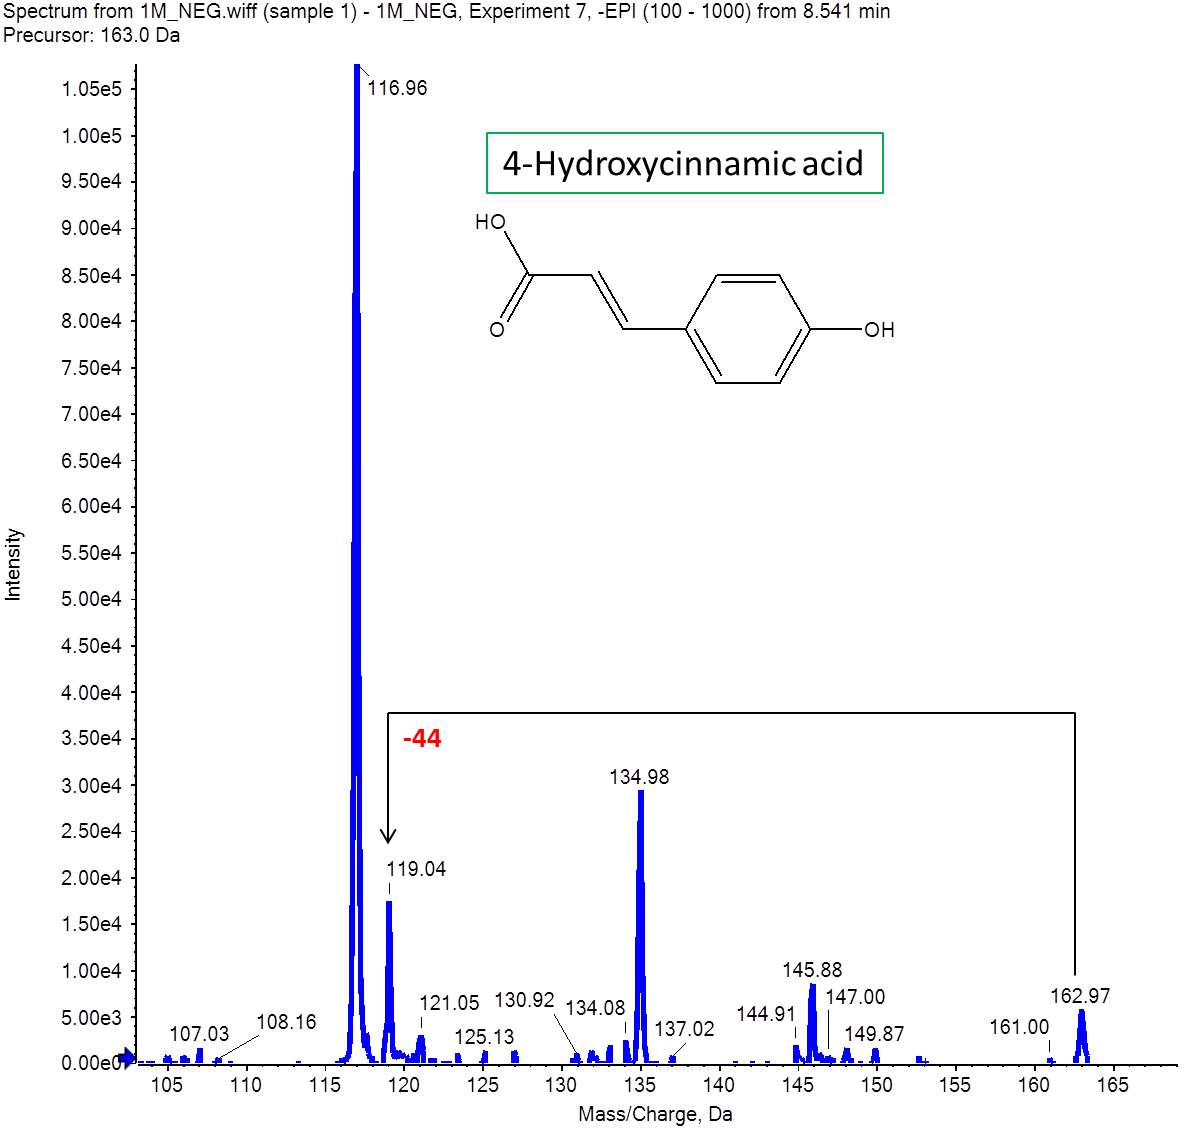 Spectrum from 1M_NEG.wiff (sample 1) - 1M_NEG, Experiment 7, -EPI (100 - 1000) from 8.541 min
Precursor: 163.0 Da
1.05e5
1.00e5
9.50e4
9.00e4
8.50e4
8.00e4
7.50e4
7.00e4
6.50e4
6.00e4
5.50e4
5.00e4
4.50e4
4.00e4
3.50e4
3.00e4
2.50e4
2.00e4
1.50e4
1.00e4
5.00e3
0.00e0
Intensity
116.96
4-Hydroxycinnamic acid
HO
O
OH
-44
134.98
119.04
145.88
147.00
162.97
121.05
130.92
134.08
144.91
107.03
108.16
125.13
137.02
149.87
161.00
105
110
115
120
125
130
135
140
145
150
155
160
165
Mass/Charge, Da